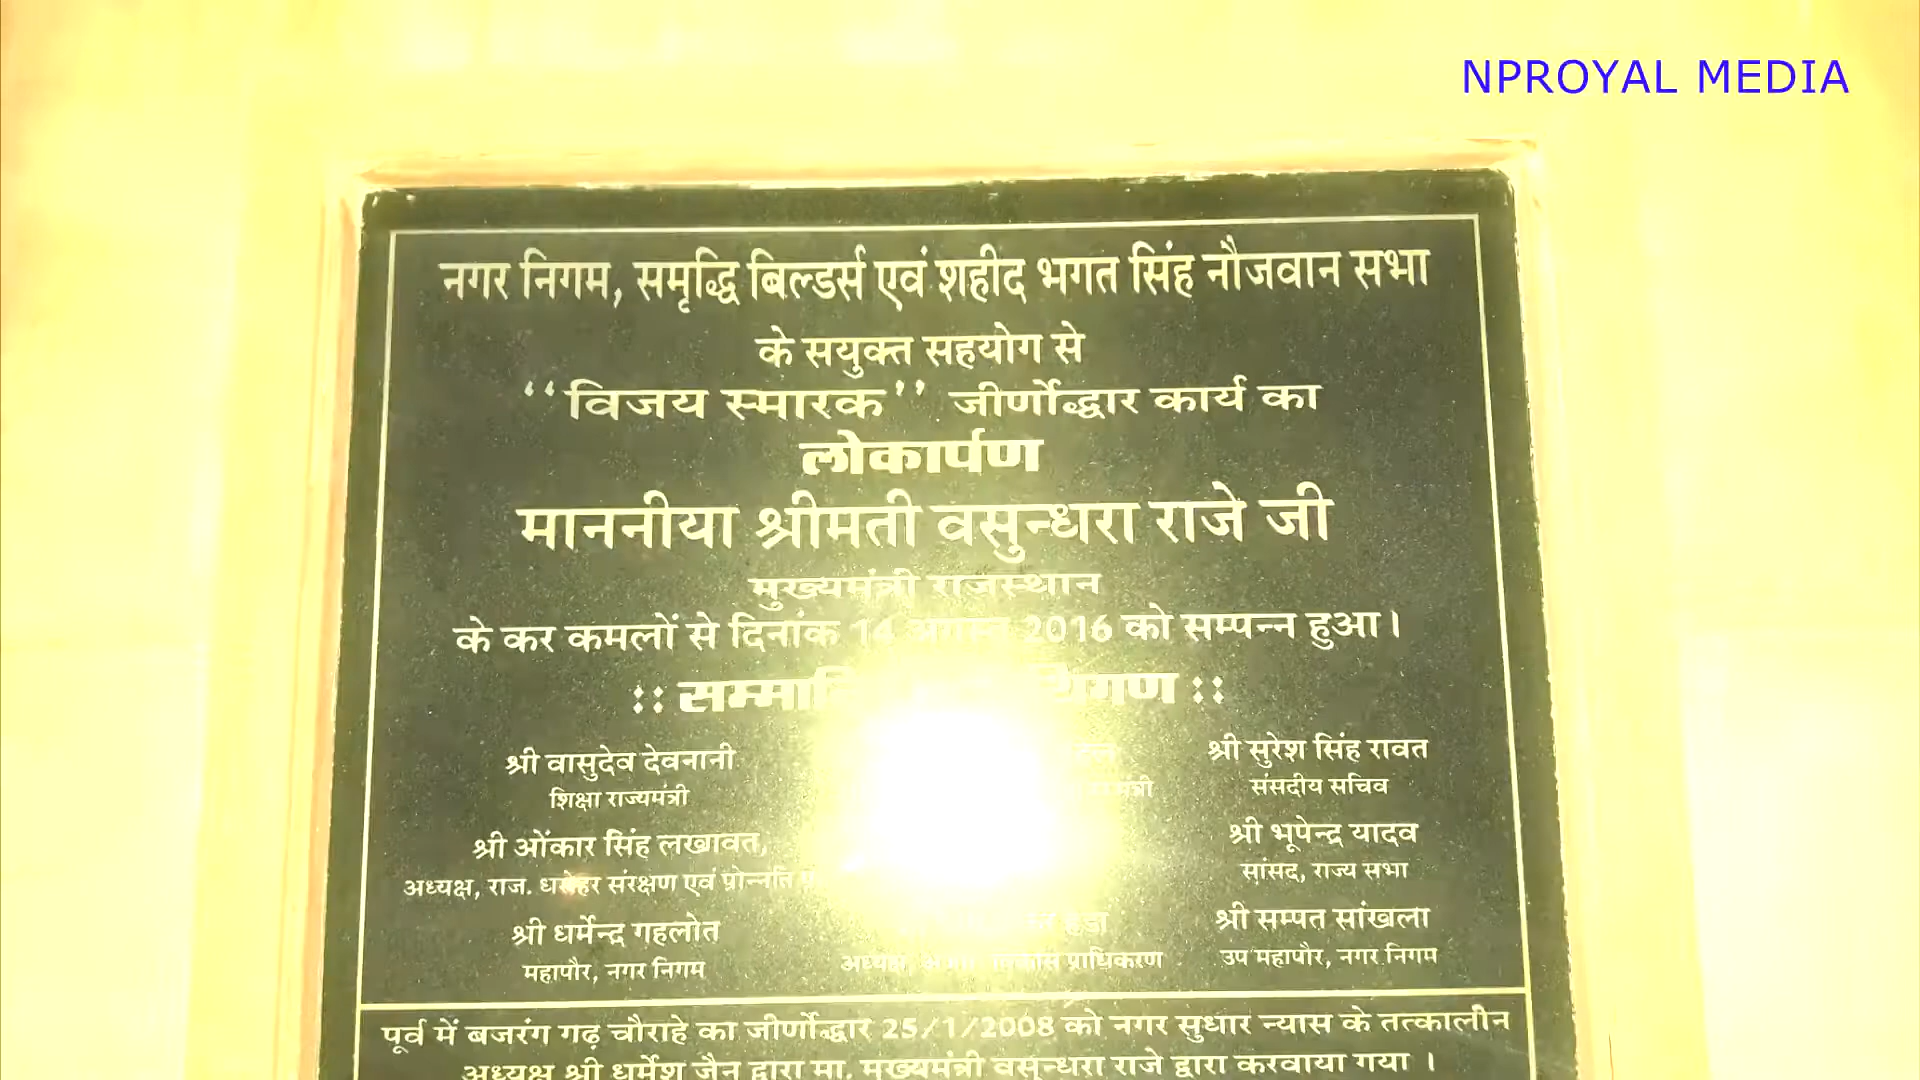 NPROYAL MEDIA
नगर निगम, समृद्धि बिल्डर्स एवं शहीद भगत सिंह नौजवान सभा
के सयुक्त सहयोग से
‘‘विजय स्मारक’’ जीर्णोद्धार कार्य का
लोकार्पण
माननीया श्रीमती वसुन्धरा राजे जी
मुख्यमंत्री राजस्थान
के कर कमलों से दिनांक 14 अगस्त 2016 को सम्पन्न हुआ।
श्री वासुदेव देवनानी
शिक्षा राज्यमंत्री
श्री सुरेश सिंह रावत
संसदीय सचिव
श्री ओंकार सिंह लखावत,
अध्यक्ष, राज. धरोहर संरक्षण एवं प्रोन्नति
श्री भूपेन्द्र यादव
सांसद, राज्य सभा
श्री धर्मेन्द्र गहलोत
महापौर, नगर निगम
हेडा
अध्यक्ष, विकास प्राधिकरण
श्री सम्पत सांखला
उप महापौर, नगर निगम
पूर्व में बजरंग गढ़ चौराहे का जीर्णोद्धार 25/1/2008 को नगर सुधार न्यास के तत्कालीन
अध्यक्ष श्री धर्मेश जैन द्वारा मा. मुख्यमंत्री वसुन्धरा राजे द्वारा करवाया गया ।